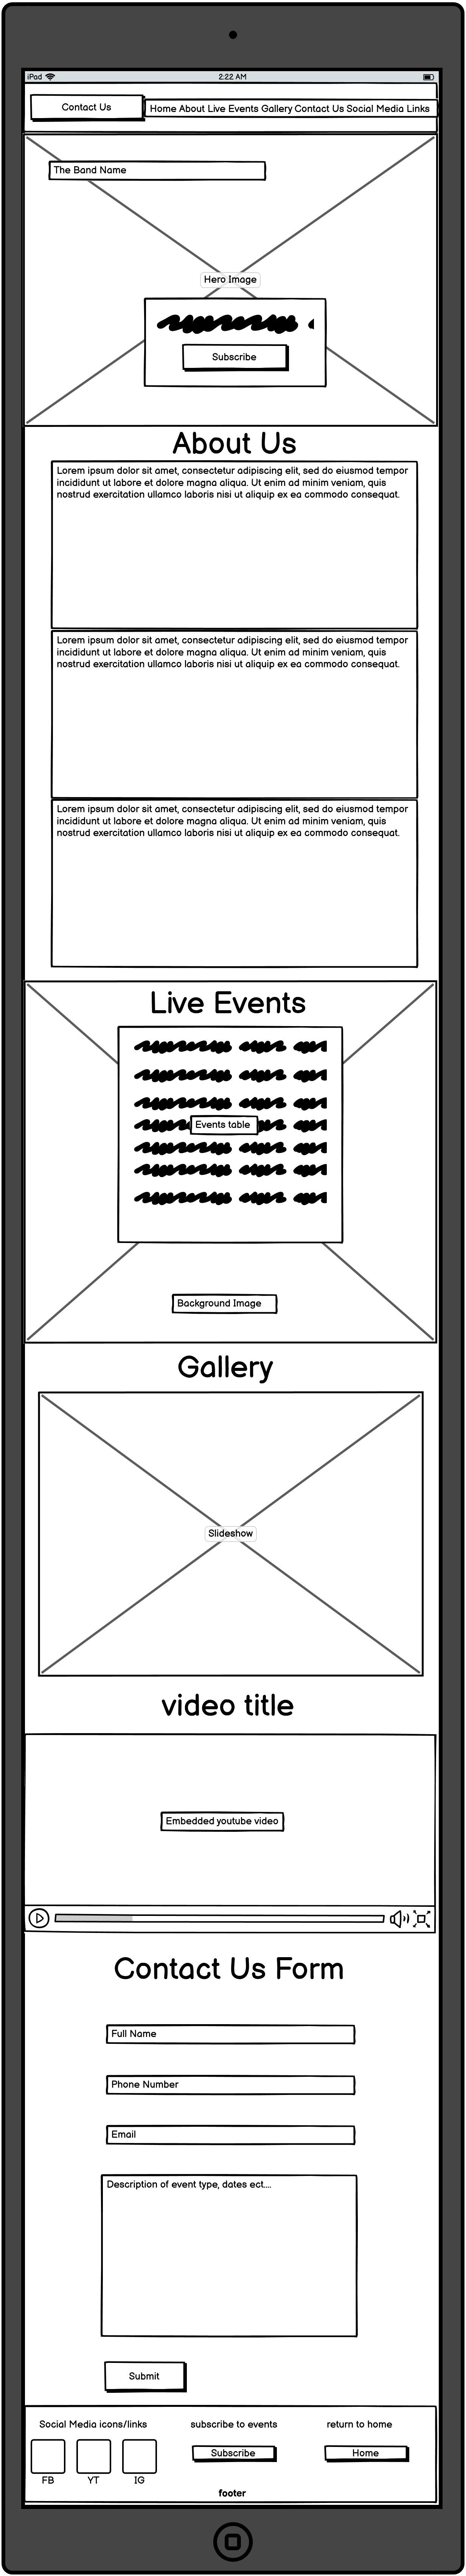 iPad
2:22 AM
Contact Us
Home About Live Events Gallery Contact Us Social Media Links
The Band Name
Hero Image
Subscribe
About Us
Lorem ipsum dolor sit amet, consectetur adipiscing elit, sed do eiusmod tempor
incididunt ut labore et dolore magna aliqua. Ut enim ad minim veniam, quis
nostrud exercitation ullamco laboris nisi ut aliquip ex ea commodo consequat.
Lorem ipsum dolor sit amet, consectetur adipiscing elit, sed do eiusmod tempor
incididunt ut labore et dolore magna aliqua. Ut enim ad minim veniam, quis
nostrud exercitation ullamco laboris nisi ut aliquip ex ea commodo consequat.
Lorem ipsum dolor sit amet, consectetur adipiscing elit, sed do eiusmod tempor
incididunt ut labore et dolore magna aliqua. Ut enim ad minim veniam, quis
nostrud exercitation ullamco laboris nisi ut aliquip ex ea commodo consequat.
Live Events
Events table
Background Image
Gallery
Slideshow
video title
Embedded youtube video
Contact Us Form
Full Name
Phone Number
Email
Description of event type, dates ect....
Submit
Social Media icons/links
subscribe to events
return to home
Subscribe
Home
FB
YT
IG
footer